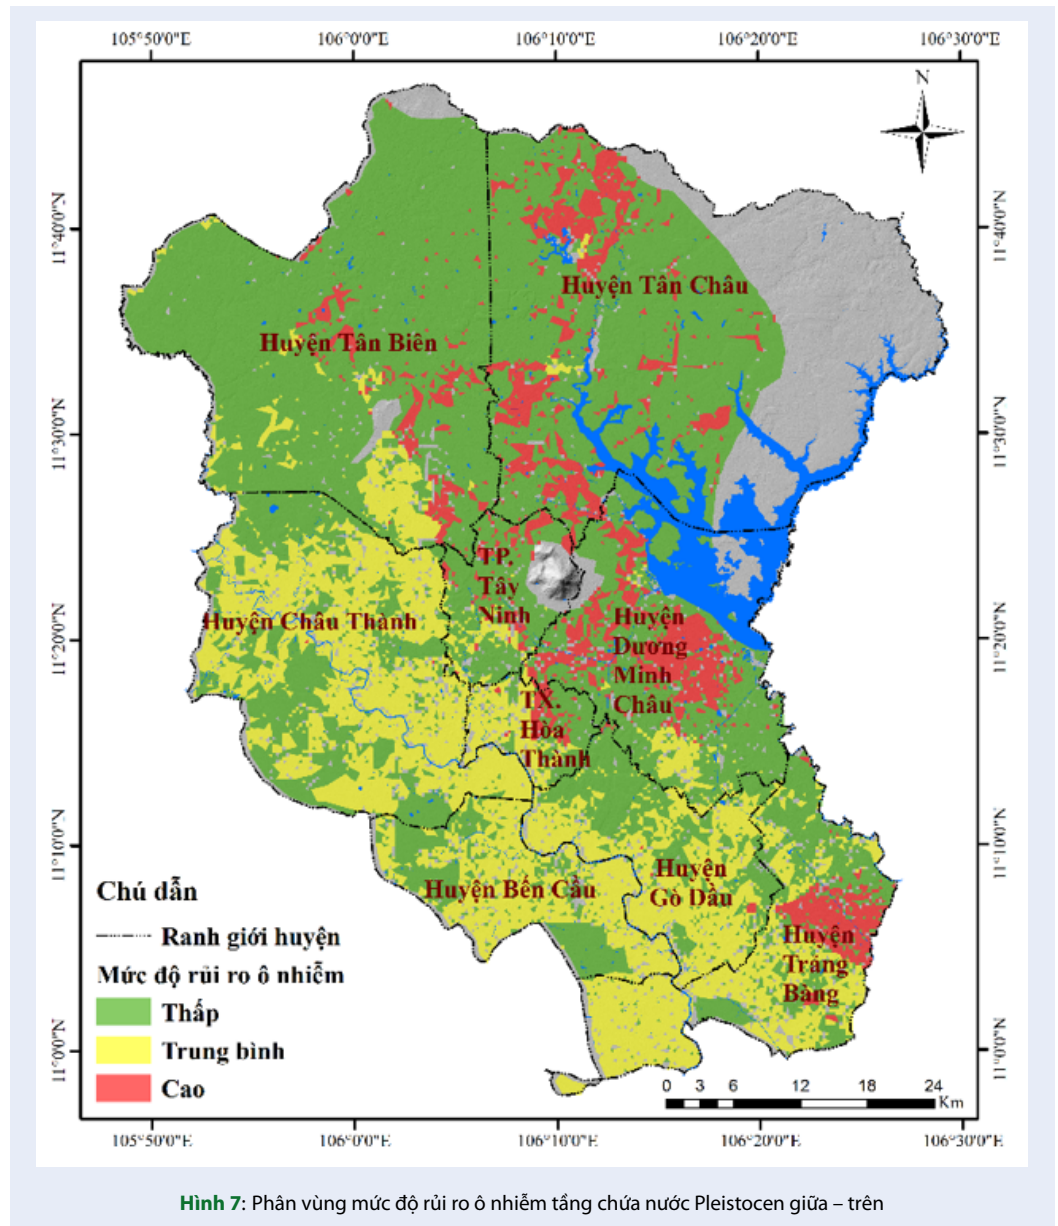 105°50'0"E 106°0'0"E 106°10'0"E 106°20'0"E 106°30'0"E
N
11°40'0"N 11°40'0"N
Huyện Tân Châu
Huyện Tân Biên
11°30'0"N 11°30'0"N
TP.
Tây
Ninh
Huyện Châu Thành
Huyện
Dương
Minh
Châu
11°20'0"N 11°20'0"N
TX.
Hòa
Thành
11°10'0"N 11°10'0"N
Huyện Bến Cầu
Huyện
Gò Dầu
Huyện
Trảng
Bàng
Chú dẫn
Ranh giới huyện
Mức độ rủi ro ô nhiễm
Thấp
Trung bình
Cao
11°0'0"N 11°0'0"N
0 3 6 12 18 24
Km
105°50'0"E 106°0'0"E 106°10'0"E 106°20'0"E 106°30'0"E
Hình 7: Phân vùng mức độ rủi ro ô nhiễm tầng chứa nước Pleistocen giữa – trên